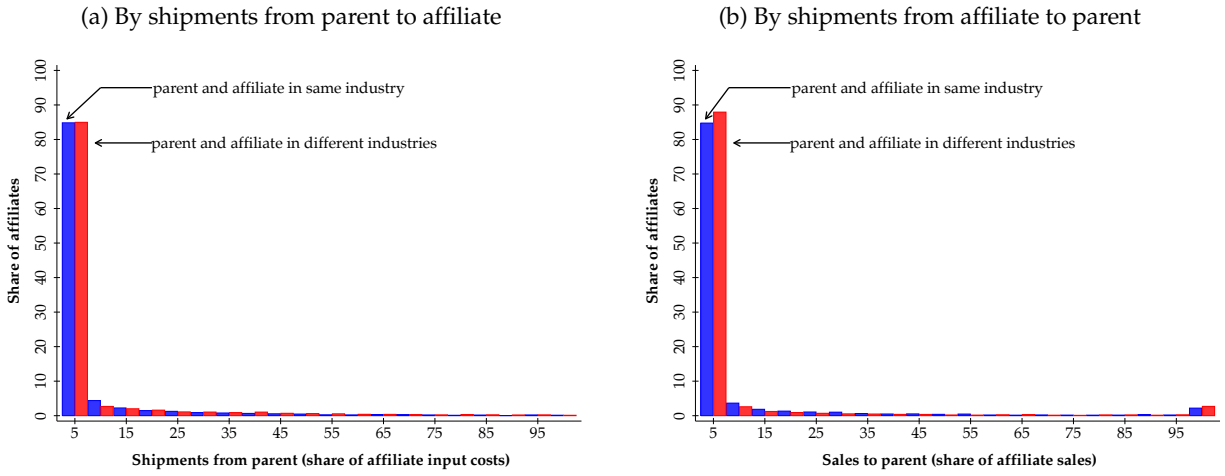 (a) By shipments from parent to affiliate
100
90
80
70
60
50
40
30
20
10
0
Share of affiliates
parent and affiliate in same industry
parent and affiliate in different industries
5 15 25 35 45 55 65 75 85 95
Shipments from parent (share of affiliate input costs)
(b) By shipments from affiliate to parent
100
90
80
70
60
50
40
30
20
10
0
Share of affiliates
parent and affiliate in same industry
parent and affiliate in different industries
5 15 25 35 45 55 65 75 85 95
Sales to parent (share of affiliate sales)